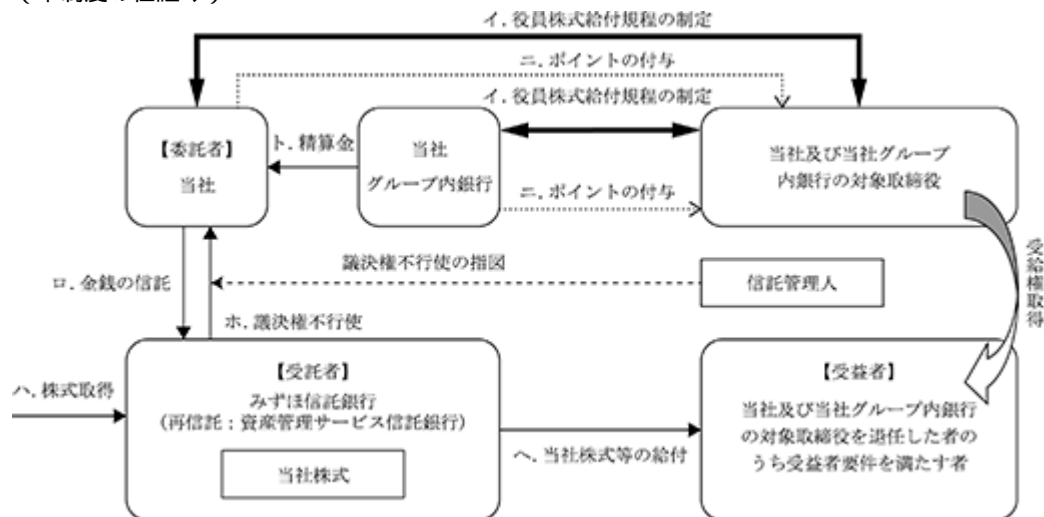 (本制度の仕組み)
イ. 役員株式給付規程の制定
ニ. ポイントの付与
イ. 役員株式給付規程の制定
【委託者】
当社
ト. 精算金
当社
グループ内銀行
当社及び当社グループ
内銀行の対象取締役
ニ. ポイントの付与
議決権不行使の指図
信託管理人
受給権取得
ロ. 金銭の信託
ホ. 議決権不行使
ハ. 株式取得
【受託者】
みずほ信託銀行
(再信託:資産管理サービス信託銀行)
当社株式
ヘ. 当社株式等の給付
【受益者】
当社及び当社グループ内銀行
の対象取締役を退任した者の
うち受益者要件を満たす者